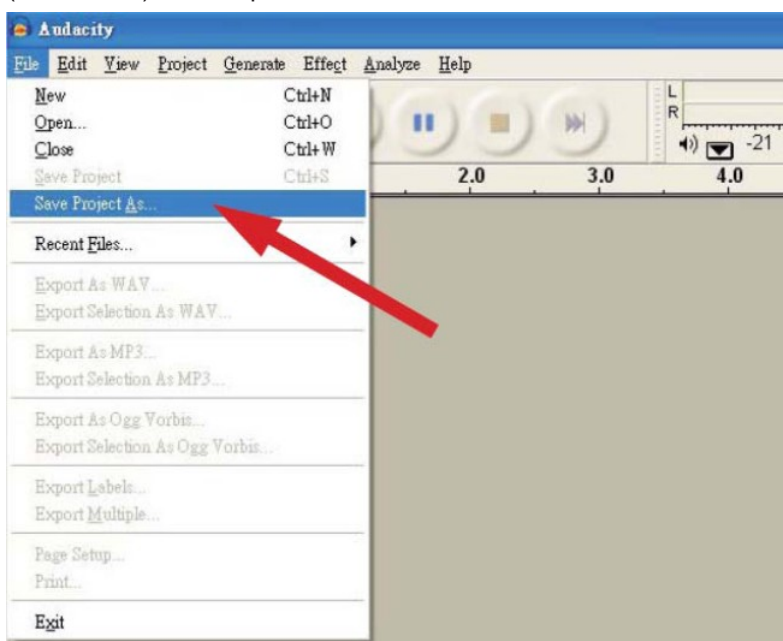 Audacity
File Edit View Project Generate Effect Analyze Help
New Ctrl+N
Open... Ctrl+O
Close Ctrl+W
Save Project Ctrl+S
Save Project As...
Recent Files...
Export As WAV...
Export Selection As WAV...
Export As MP3...
Export Selection As MP3...
Export As Ogg Vorbis...
Export Selection As Ogg Vorbis...
Export Labels...
Export Multiple...
Page Setup...
Print...
Exit
L
R
-21
2.0 3.0 4.0